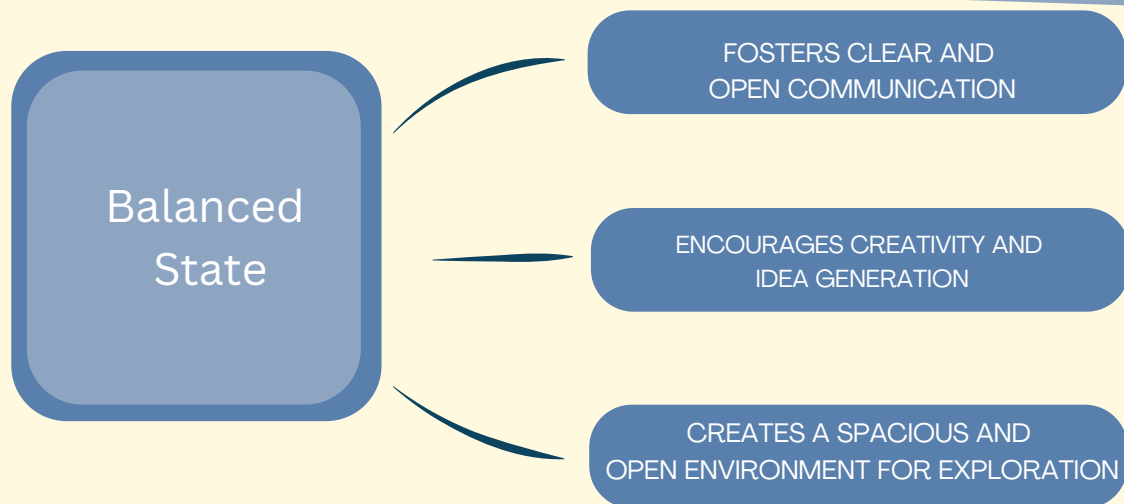 Balanced
State
FOSTERS CLEAR AND
OPEN COMMUNICATION
ENCOURAGES CREATIVITY AND
IDEA GENERATION
CREATES A SPACIOUS AND
OPEN ENVIRONMENT FOR EXPLORATION